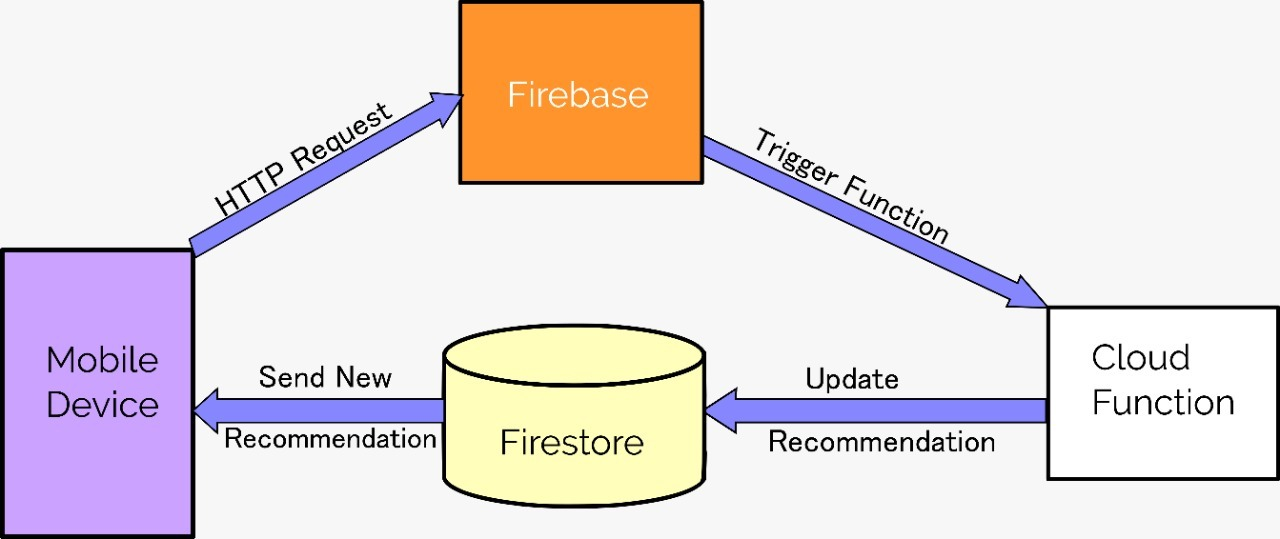 Firebase
HTTP Request
Trigger Function
Mobile
Device
Send New
Recommendation
Firestore
Update
Recommendation
Cloud
Function